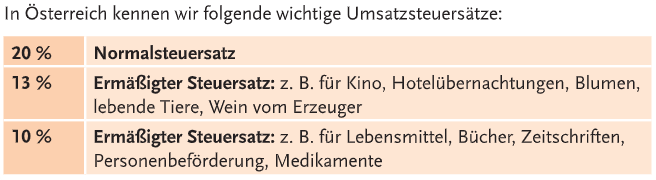 In Österreich kennen wir folgende wichtige Umsatzsteuersätze:
20 % Normalsteuersatz
13 % Ermäßigter Steuersatz: z. B. für Kino, Hotelübernachtungen, Blumen,
lebende Tiere, Wein vom Erzeuger
10 % Ermäßigter Steuersatz: z. B. für Lebensmittel, Bücher, Zeitschriften,
Personenbeförderung, Medikamente